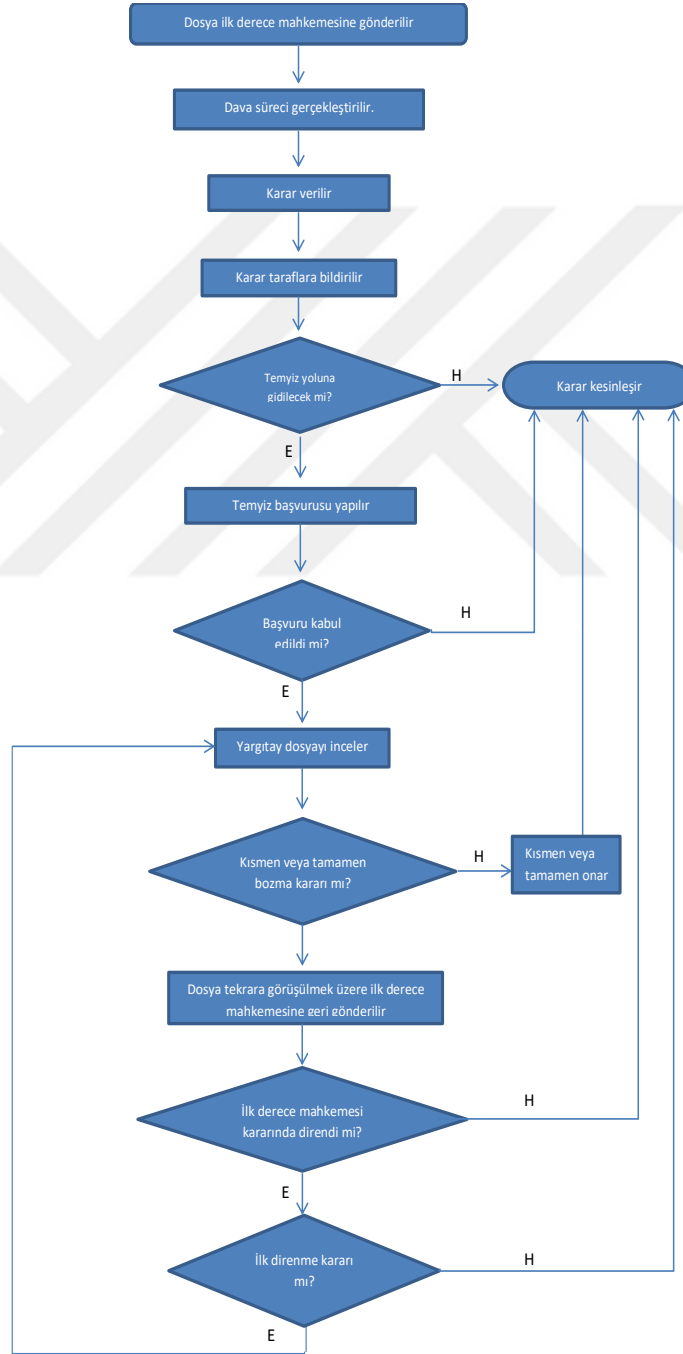 Dosya ilk derece mahkemesine gönderilir
Dava süreci gerçekleştirilir.
Karar verilir
Karar taraflara bildirilir
Temyiz yoluna
gidilecek mi?
H
Karar kesinleşir
E
Temyiz başvurusu yapılır
Başvuru kabul
edildi mi?
H
E
Yargıtay dosyayı inceler
Kısmen veya tamamen
bozma kararı mı?
H
Kısmen veya
tamamen onar
Dosya tekrara görüşülmek üzere ilk derece
mahkemesine geri gönderilir
İlk derece mahkemesi
kararında direndi mi?
H
E
İlk direnme kararı
mı?
H
E